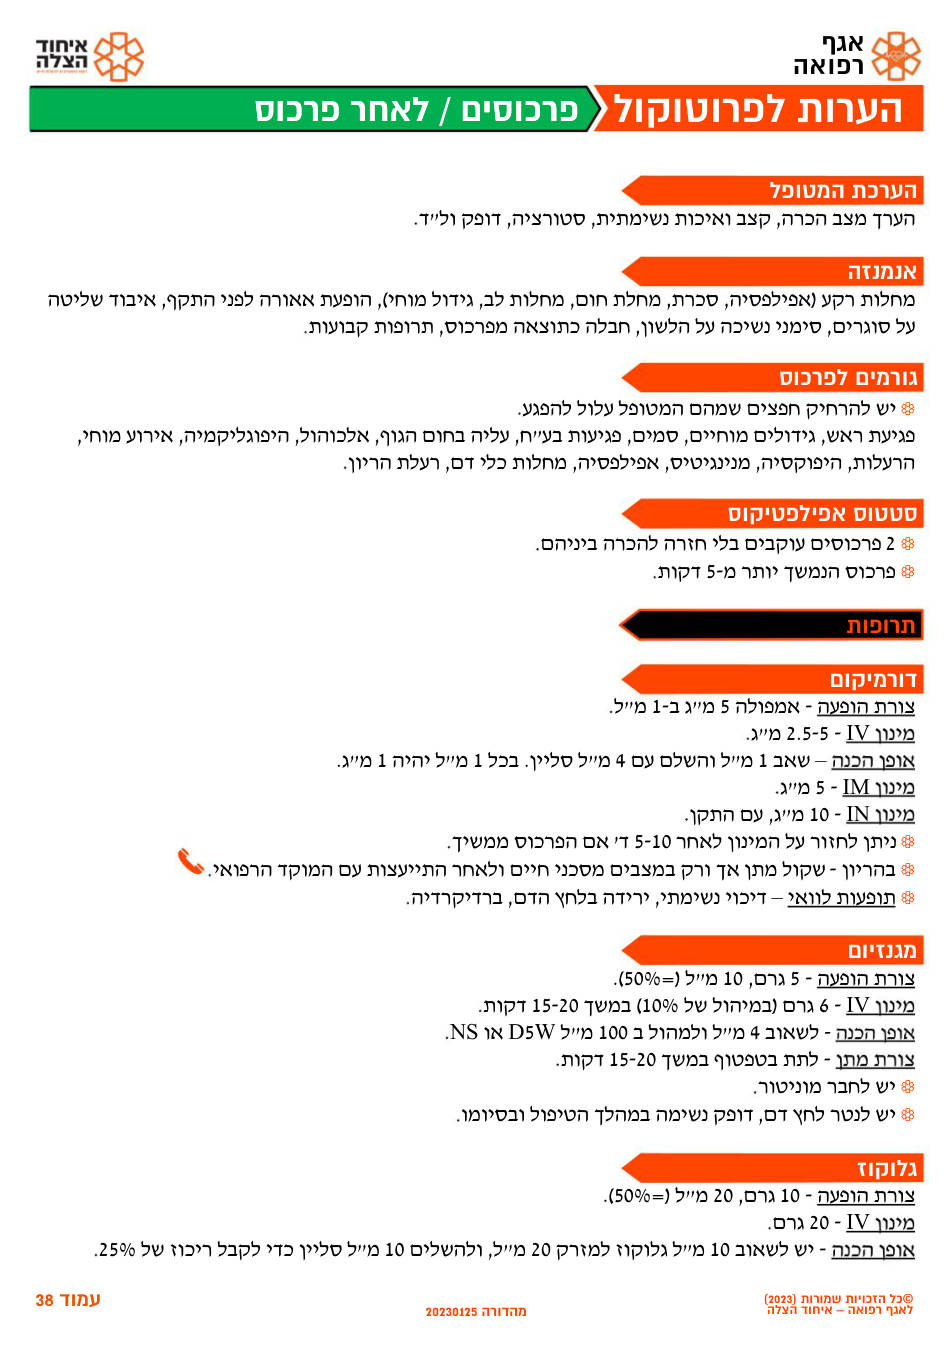 איחוד
הצלה
אגף
רפואה
הערות לפרוטוקול
פרכוסים / לאחר פרכוס
הערכת המטופל
הערך מצב הכרה, קצב ואיכות נשימתית, סטורציה, דופק ול״ד.
אנמנזה
מחלות רקע (אפילפסיה, סכרת, מחלת חום, מחלות לב, גידול מוחי), הופעת אאורה לפני התקף, איבוד שליטה
על סוגרים, סימני נשיכה על הלשון, חבלה כתוצאה מפרכוס, תרופות קבועות.
גורמים לפרכוס
יש להרחיק חפצים שמהם המטופל עלול להפגע.
פגיעת ראש, גידולים מוחיים, סמים, פגיעות בע״ח, עליה בחום הגוף, אלכוהול, היפוגליקמיה, אירוע מוחי,
הרעלות, היפוקסיה, מנינגיטיס, אפילפסיה, מחלות כלי דם, רעלת הריון.
סטטוס אפילפטיקוס
2 פרכוסים עוקבים בלי חזרה להכרה ביניהם.
פרכוס הנמשך יותר מ-5 דקות.
תרופות
דורמיקום
צורת הופעה - אמפולה 5 מ״ג ב-1 מ״ל.
מינון IV - 2.5-5 מ״ג.
אופן הכנה – שאב 1 מ״ל והשלם עם 4 מ״ל סליין. בכל 1 מ״ל יהיה 1 מ״ג.
מינון IM - 5 מ״ג.
מינון IN - 10 מ״ג, עם התקן.
ניתן לחזור על המינון לאחר 5-10 ד׳ אם הפרכוס ממשיך.
בהריון - שקול מתן אך ורק במצבים מסכני חיים ולאחר התייעצות עם המוקד הרפואי.
תופעות לוואי – דיכוי נשימתי, ירידה בלחץ הדם, ברדיקרדיה.
מגנזיום
צורת הופעה - 5 גרם, 10 מ״ל (=50%).
מינון IV - 6 גרם (במיהול של 10%) במשך 15-20 דקות.
אופן הכנה - לשאוב 4 מ״ל ולמהול ב 100 מ״ל D5W או NS.
צורת מתן - לתת בטפטוף במשך 15-20 דקות.
יש לחבר מוניטור.
יש לנטר לחץ דם, דופק נשימה במהלך הטיפול ובסיומו.
גלוקוז
צורת הופעה - 10 גרם, 20 מ״ל (=50%).
מינון IV - 20 גרם.
אופן הכנה - יש לשאוב 10 מ״ל גלוקוז למזרק 20 מ״ל, ולהשלים 10 מ״ל סליין כדי לקבל ריכוז של 25%.
©כל הזכויות שמורות (2023)
לאגף רפואה – איחוד הצלה
מהדורה 20230125
עמוד 38